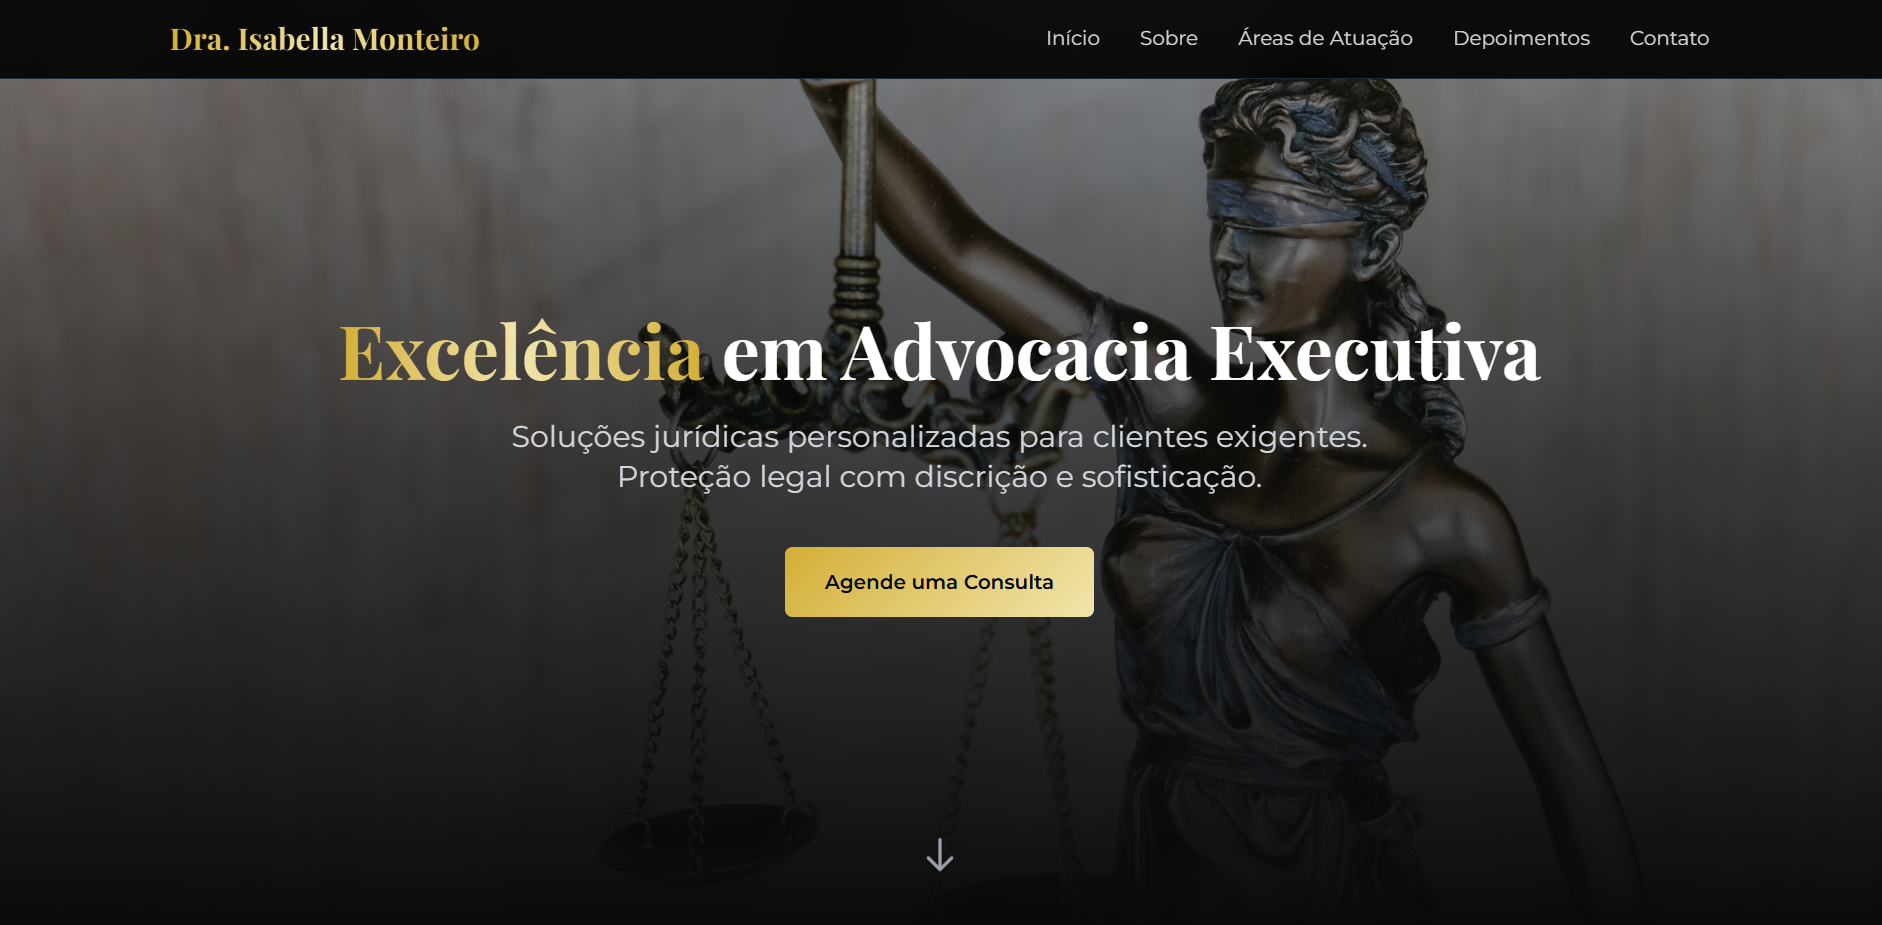 Dra. Isabella Monteiro
Início
Sobre
Áreas de Atuação
Depoimentos
Contato
Excelência em Advocacia Executiva
Soluções jurídicas personalizadas para clientes exigentes.
Proteção legal com discrição e sofisticação.
Agende uma Consulta